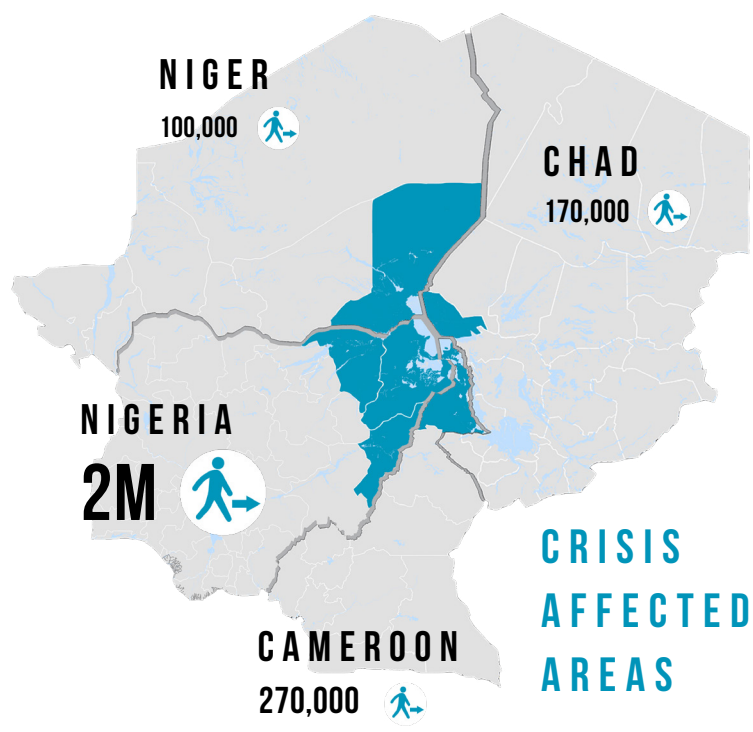 NIGER
100,000
CHAD
170,000
NIGERIA
2M
CAMEROON
270,000
CRISIS
AFFECTED
AREAS